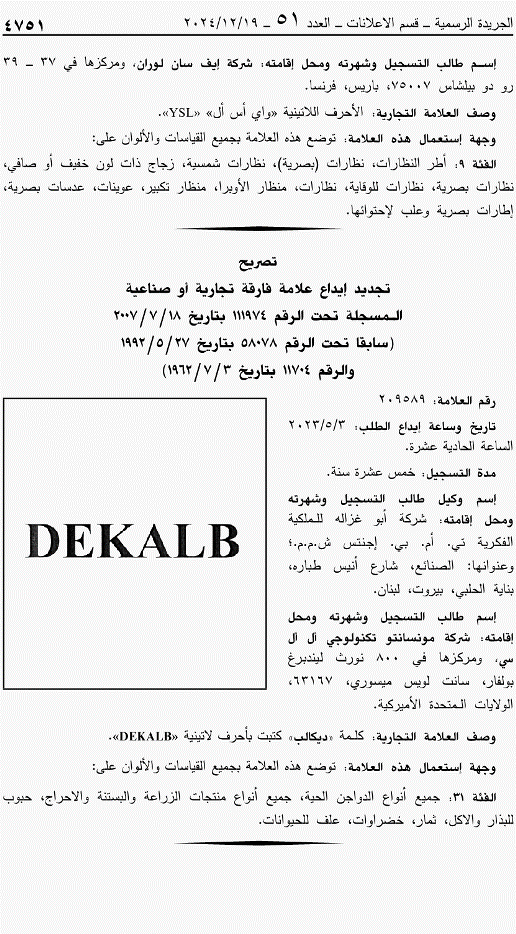 الجريدة الرسمية ــ قسم الاعلانات ــ العدد ٥١ ــ ٢٠٢٤/١٢/١٩
٤٧٥١
إسـم طالب التسجيل وشهرته ومحل إقامته: شركة إيف سان لوران، ومركزها في ٣٧ ــ ٣٩
رو دو بيلشاس ٧٥٠٠٧، باريس، فرنسا.
وصف العلامة التجارية: الأحرف اللاتينية «واي أس أل» «YSL».
وجهة إستعمال هذه العلامة: توضع هذه العلامة بجميع القياسات والألوان على:
الفئة ٩: أطر النظارات، نظارات (بصرية)، نظارات شمسية، زجاج ذات لون خفيف أو صافي،
نظارات بصرية، نظارات للوقاية، نظارات، منظار الأوبرا، منظار تكبير، عوينات، عدسات بصرية،
إطارات بصرية وعلب لإحتوائها.
تصريح
تجديد إيداع علامة فارقة تجارية أو صناعية
المسجلة تحت الرقم ١١١٩٧٤ بتاريخ ٢٠٠٧/٧/١٨
(سابقا تحت الرقم ٥٨٠٧٨ بتاريخ ١٩٩٢/٥/٢٧
والرقم ١١٧٠٤ بتاريخ ١٩٦٢/٧/٣)
رقم العلامة: ٢٠٩٥٨٩
تاريخ وساعة إيداع الطلب: ٢٠٢٣/٥/٣
الساعة الحادية عشرة.
مدة التسجيل: خمس عشرة سنة.
إسم وكيل طالب التسجيل وشهرته
ومحل إقامته: شركة أبو غزاله للملكية
الفكرية تي. أم. بي. إجنتس ش.م.م.؛
وعنوانها: الصنائع، شارع أنيس طباره،
بناية الحلبي، بيروت، لبنان.
إسم طالب التسجيل وشهرته ومحل
إقامته: شركة مونسانتو تكنولوجي أل أل
سي، ومركزها في ٨٠٠ نورث ليندبرغ
بولفار، سانت لويس ميسوري، ٦٣١٦٧،
الولايات المتحدة الأميركية.
DEKALB
وصف العلامة التجارية: كلمة «ديكالب» كتبت بأحرف لاتينية «DEKALB».
وجهة إستعمال هذه العلامة: توضع هذه العلامة بجميع القياسات والألوان على:
الفئة ٣١: جميع أنواع الدواجن الحية، جميع أنواع منتجات الزراعة والبستنة والاحراج، حبوب
للبذار والاكل، ثمار، خضراوات، علف للحيوانات.